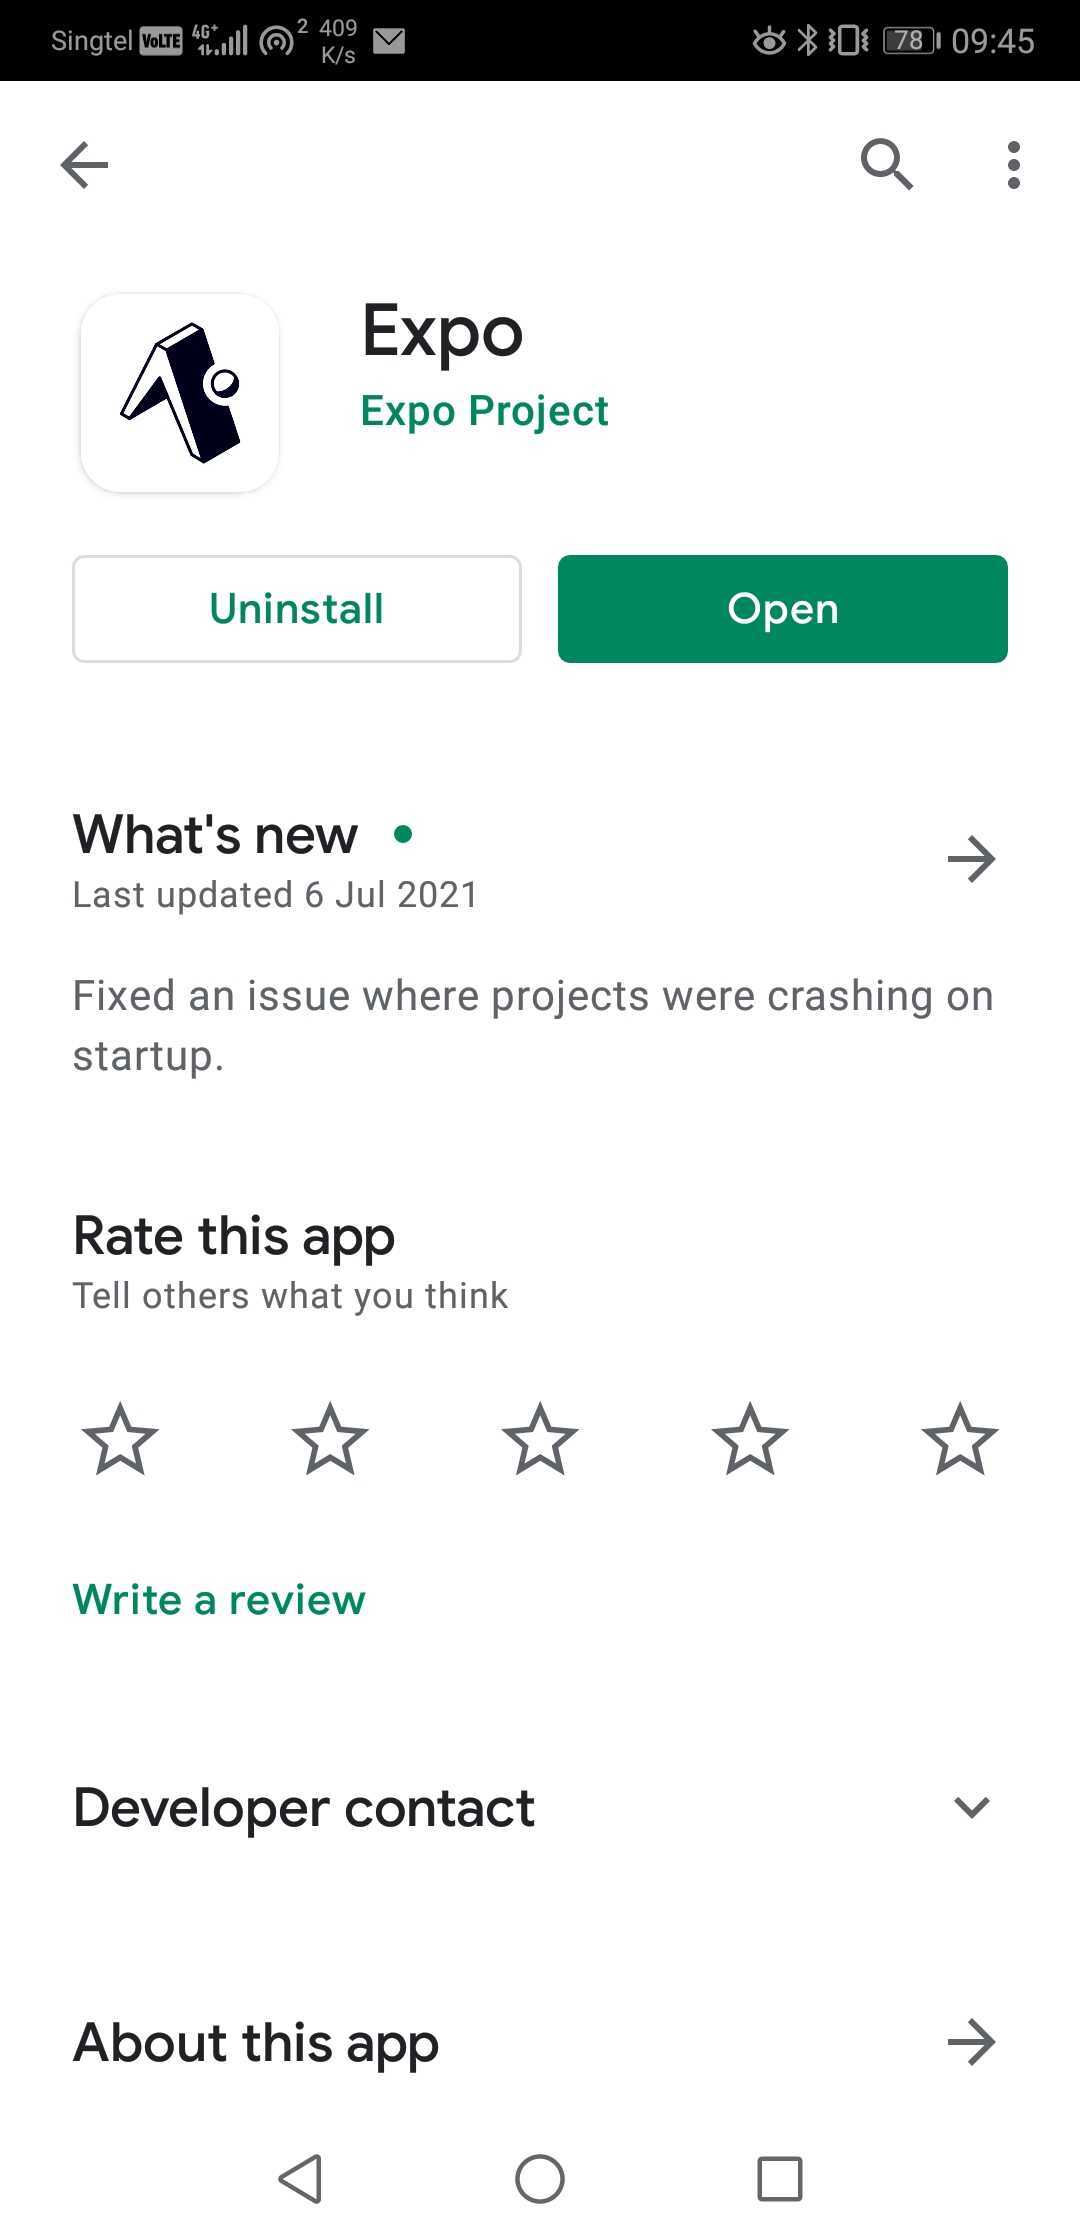 Singtel VoLTE 4G+ 2 409 K/s 78 09:45
Expo
Expo Project
Uninstall
Open
What's new
Last updated 6 Jul 2021
Fixed an issue where projects were crashing on
startup.
Rate this app
Tell others what you think
Write a review
Developer contact
About this app